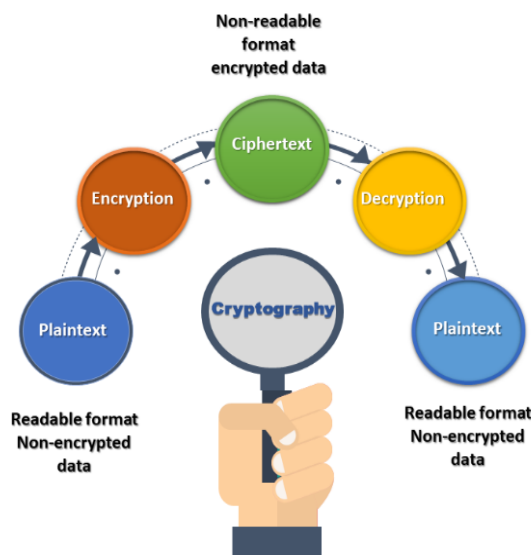 Non-readable
format
encrypted data
Ciphertext
Encryption
Decryption
Plaintext
Cryptography
Plaintext
Readable format
Non-encrypted
data
Readable format
Non-encrypted
data